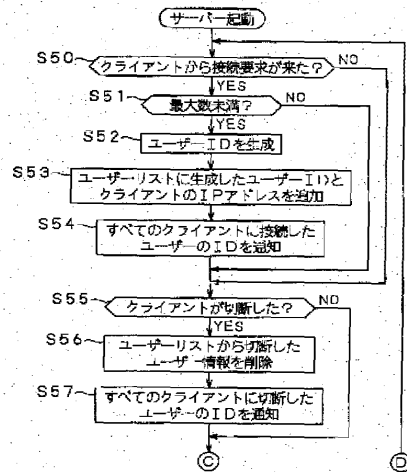 サーバー起動
S50
クライアントから接続要求が来た?
NO
YES
S51
最大数未満?
NO
YES
S52
ユーザーIDを生成
S53
ユーザーリストに生成したユーザーIDと
クライアントのIPアドレスを追加
S54
すべてのクライアントに接続した
ユーザーのIDを通知
S55
クライアントが切断した?
NO
YES
S56
ユーザーリストから切断した
ユーザー情報を削除
S57
すべてのクライアントに切断した
ユーザーのIDを通知
C
D